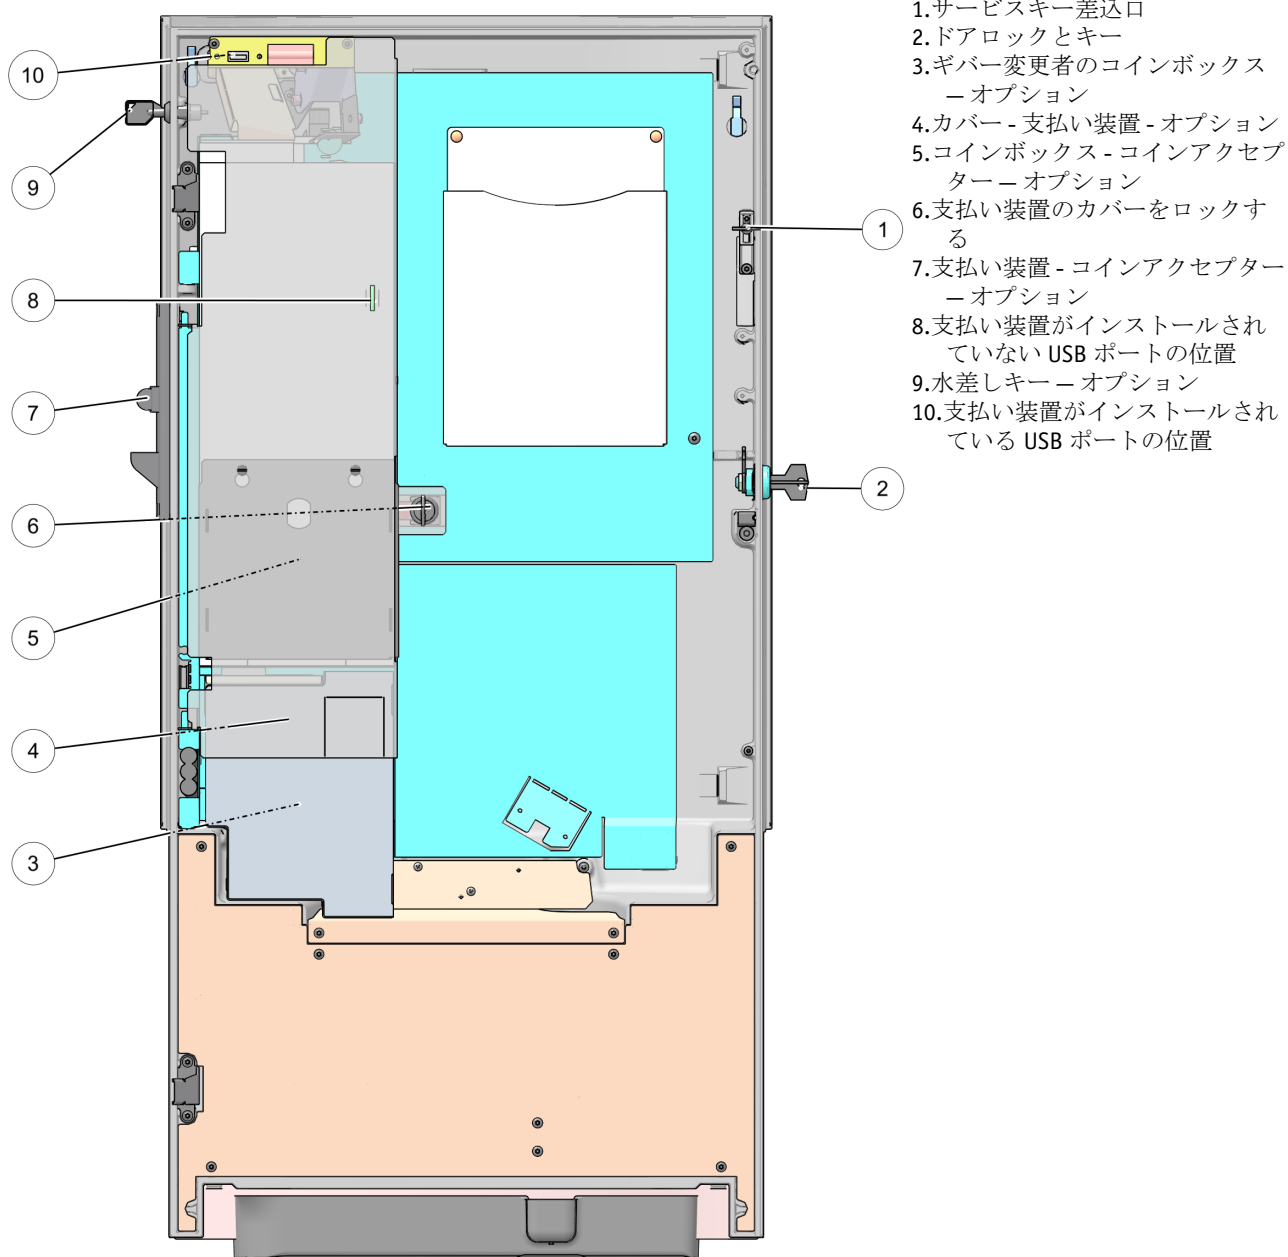 1.サービスキー差込口
2.ドアロックとキー
3.ギバー変更者のコインボックス
– オプション
4.カバー - 支払い装置 - オプション
5.コインボックス - コインアクセプ
ター – オプション
6.支払い装置のカバーをロックす
る
7.支払い装置 - コインアクセプター
– オプション
8.支払い装置がインストールされ
ていない USB ポートの位置
9.水差しキー – オプション
10.支払い装置がインストールされ
ている USB ポートの位置
10
9
8
7
6
5
4
3
1
2